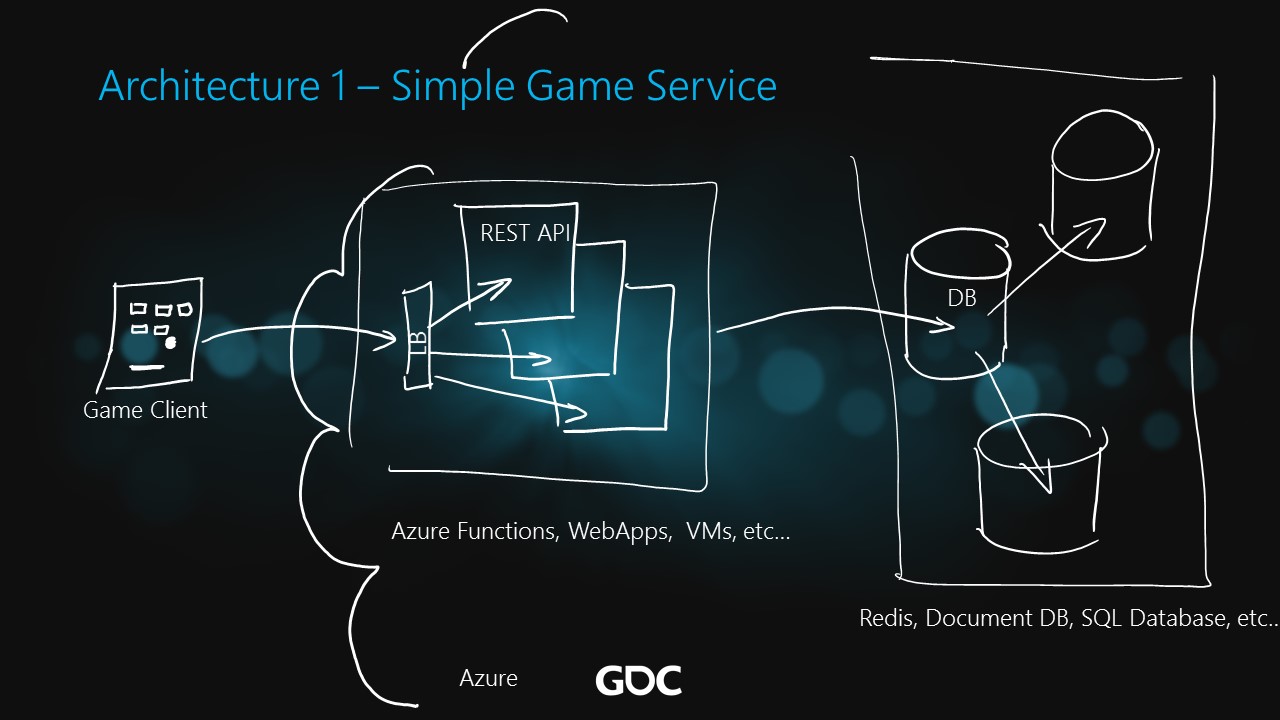 Architecture 1 – Simple Game Service
REST API
DB
LB
Game Client
Azure Functions, WebApps, VMs, etc...
Redis, Document DB, SQL Database, etc..
Azure
GDC